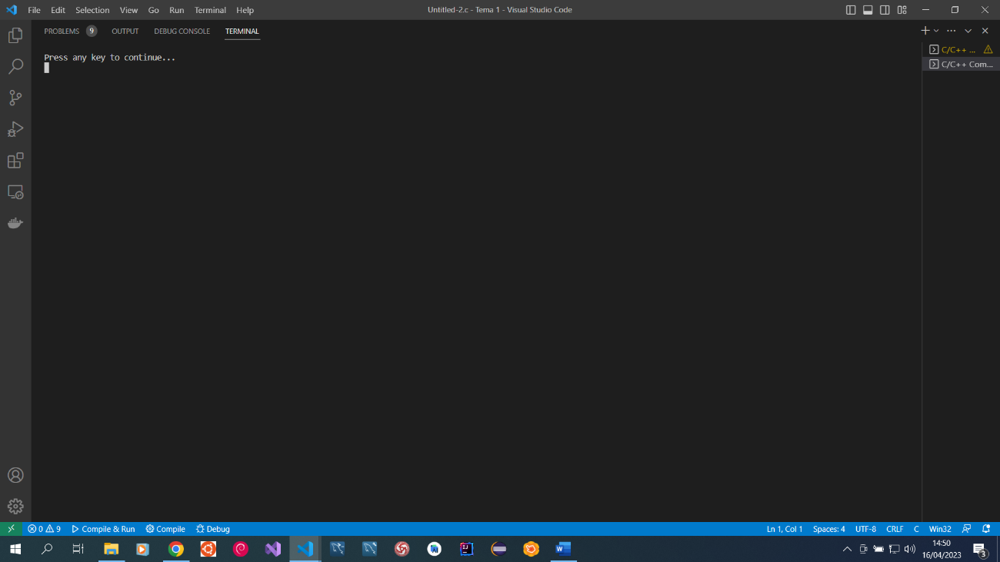 File Edit Selection View Go Run Terminal Help
Untitled-2.c - Tema 1 - Visual Studio Code
PROBLEMS 9 OUTPUT DEBUG CONSOLE TERMINAL
Press any key to continue...
C/C++ ...
C/C++ Com...
0 9 Compile & Run Compile Debug
Ln 1, Col 1 Spaces: 4 UTF-8 CRLF C Win32
14:50
16/04/2023
3